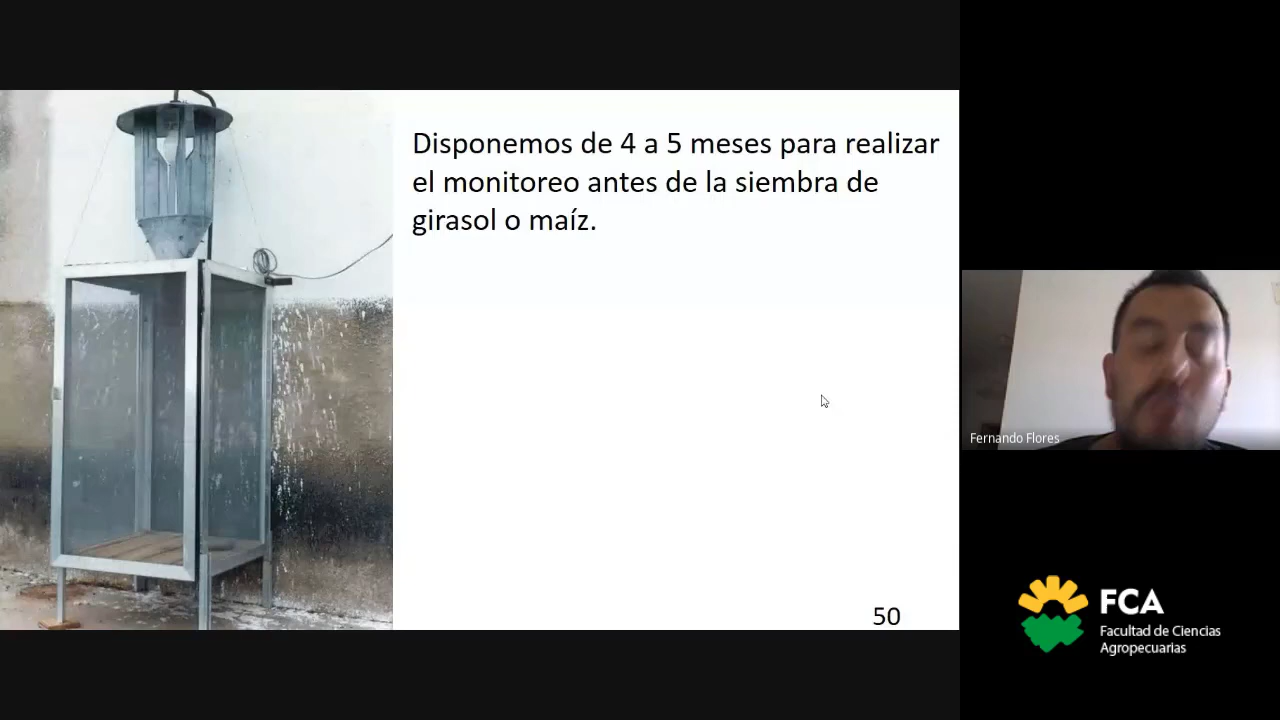 Disponemos de 4 a 5 meses para realizar
el monitoreo antes de la siembra de
girasol o maíz.
50
Fernando Flores
FCA
Facultad de Ciencias
Agropecuarias